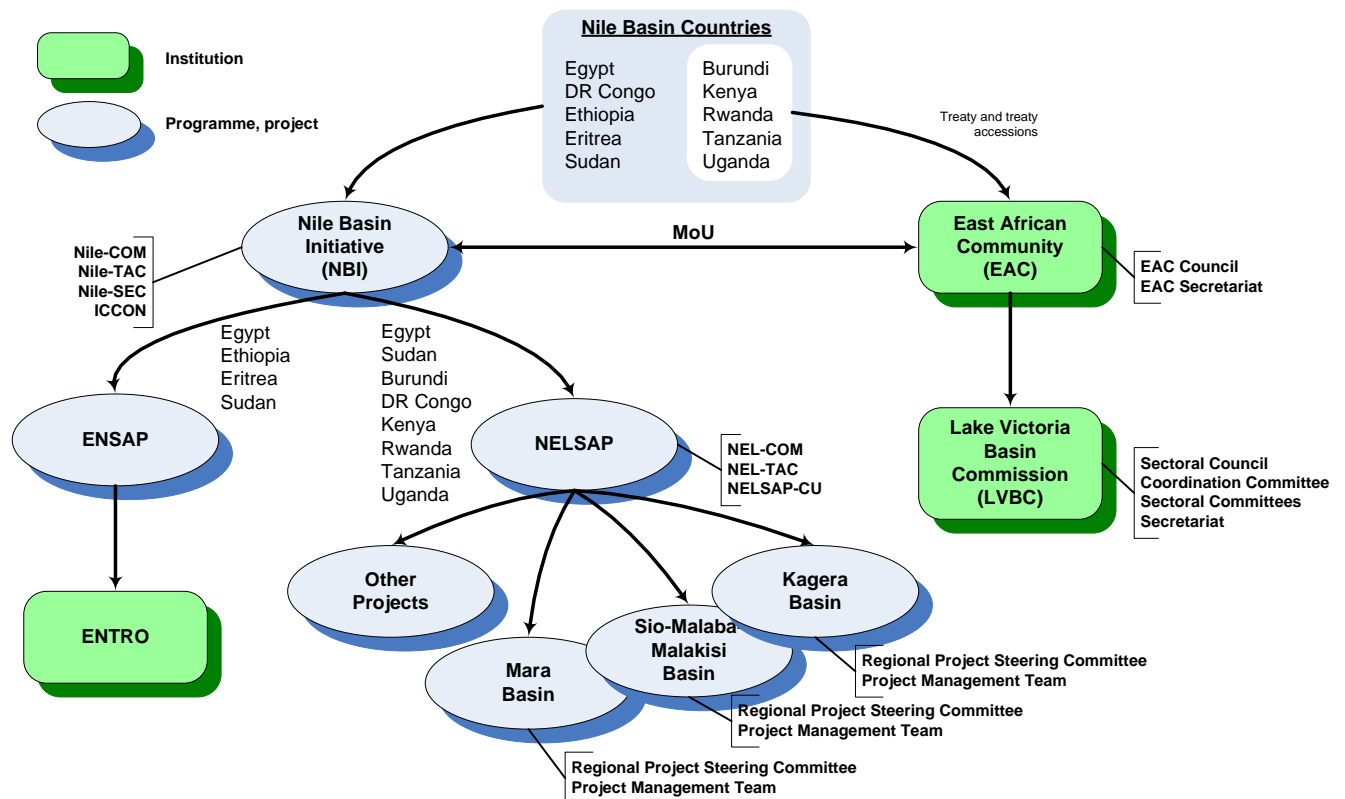 Institution
Programme, project
Nile Basin Countries
Egypt
DR Congo
Ethiopia
Eritrea
Sudan
Burundi
Kenya
Rwanda
Tanzania
Uganda
Treaty and treaty
accessions
Nile Basin
Initiative
(NBI)
MoU
East African
Community
(EAC)
Nile-COM
Nile-TAC
Nile-SEC
ICCON
EAC Council
EAC Secretariat
Egypt
Ethiopia
Eritrea
Sudan
Egypt
Sudan
Burundi
DR Congo
Kenya
Rwanda
Tanzania
Uganda
ENSAP
NELSAP
NEL-COM
NEL-TAC
NELSAP-CU
Lake Victoria
Basin
Commission
(LVBC)
Sectoral Council
Coordination Committee
Sectoral Committees
Secretariat
ENTRO
Other
Projects
Mara
Basin
Sio-Malaba-
Malakisi
Basin
Kagera
Basin
Regional Project Steering Committee
Project Management Team
Regional Project Steering Committee
Project Management Team
Regional Project Steering Committee
Project Management Team